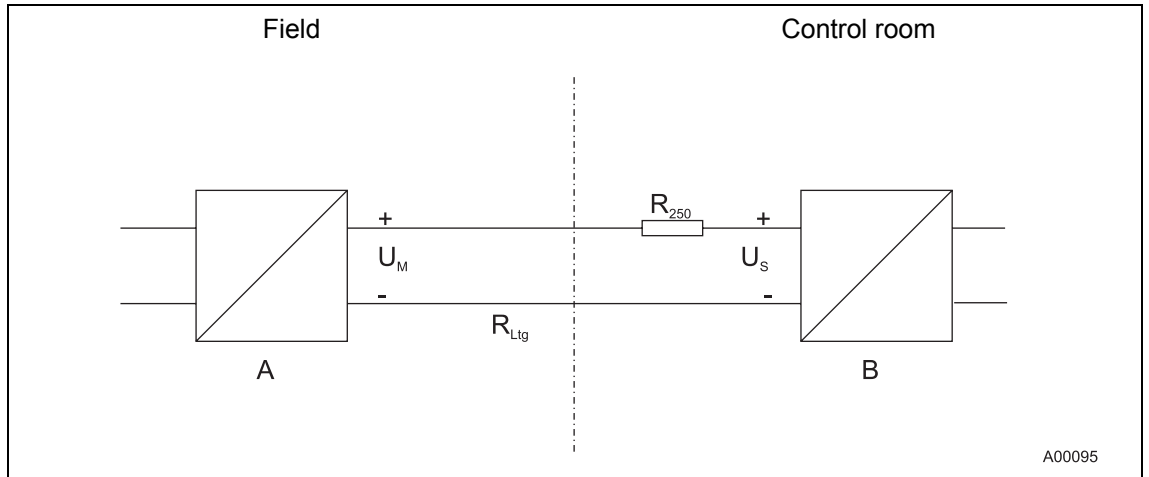 Field Control room
R250
+ +
UM US
- -
RLtg
A B
A00095